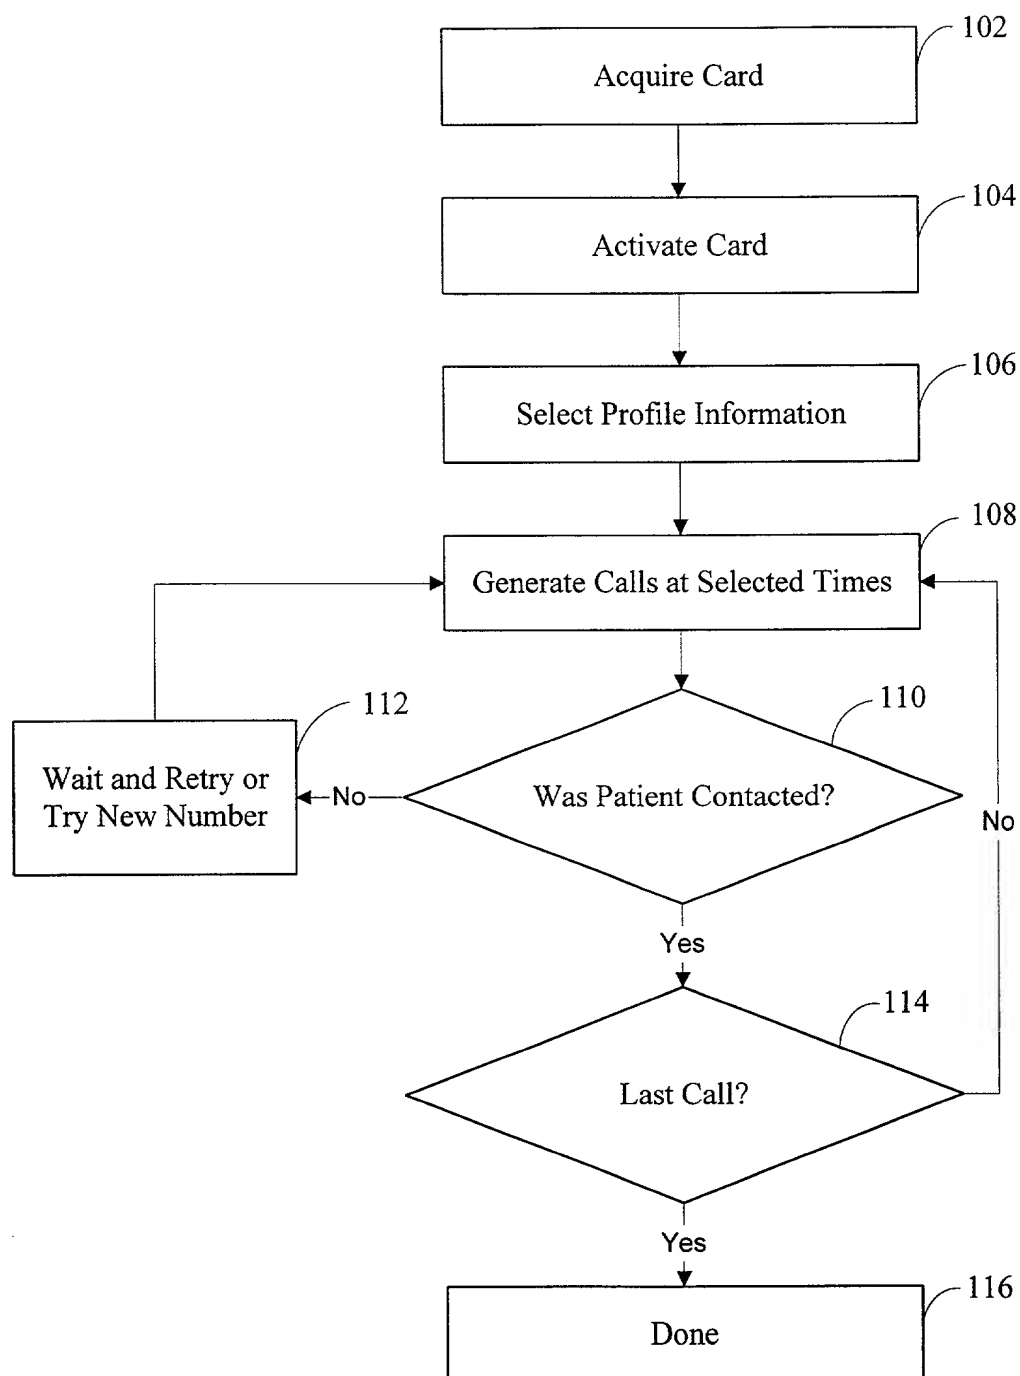 102
Acquire Card
104
Activate Card
106
Select Profile Information
108
Generate Calls at Selected Times
112
110
Wait and Retry or
Try New Number
No
Was Patient Contacted?
No
Yes
114
Last Call?
Yes
116
Done